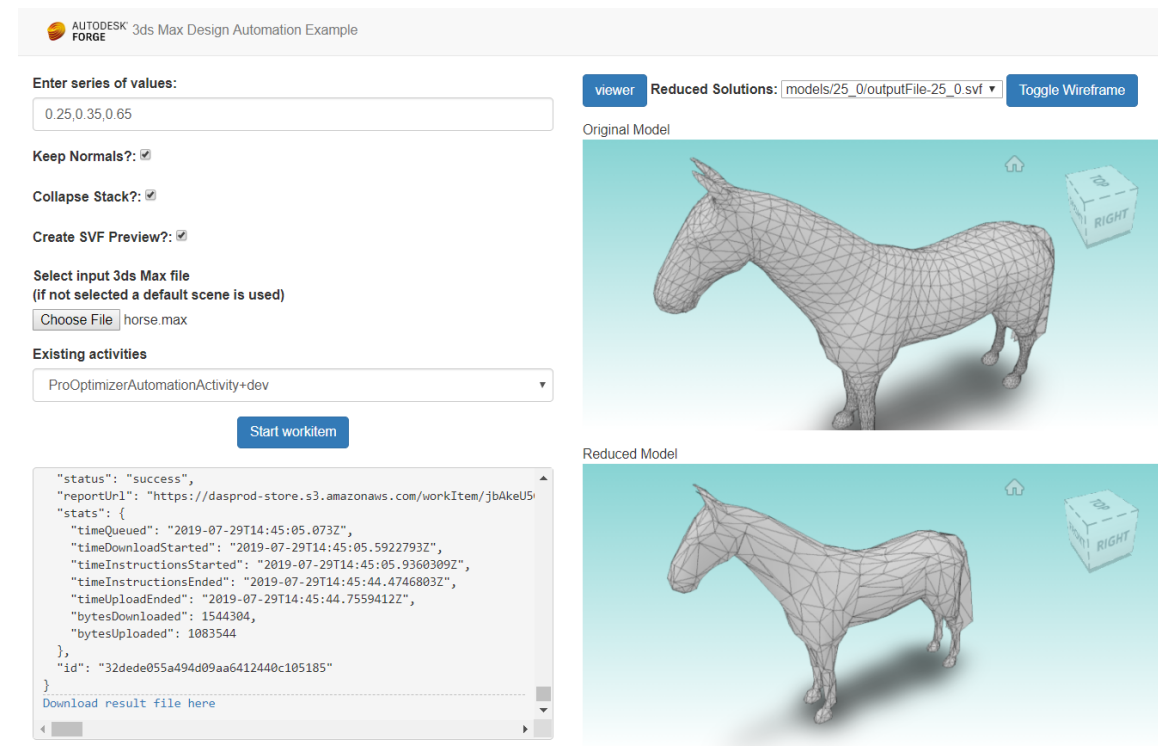 AUTODESK
FORGE
3ds Max Design Automation Example
Enter series of values:
0.25,0.35,0.65
Keep Normals?:
Collapse Stack?:
Create SVF Preview?:
Select input 3ds Max file
(if not selected a default scene is used)
Choose File horse.max
Existing activities
ProOptimizerAutomationActivity+dev
Start workitem
"status": "success",
"reportUrl": "https://dasprod-store.s3.amazonaws.com/workItem/jbAkeU5
"stats": {
"timeQueued": "2019-07-29T14:45:05.073Z",
"timeDownloadStarted": "2019-07-29T14:45:05.5922793Z",
"timeInstructionsStarted": "2019-07-29T14:45:05.9360309Z",
"timeInstructionsEnded": "2019-07-29T14:45:44.4746803Z",
"timeUploadEnded": "2019-07-29T14:45:44.7559412Z",
"bytesDownloaded": 1544304,
"bytesUploaded": 1083544
},
"id": "32dede055a494d09aa6412440c105185"
}
Download result file here
viewer Reduced Solutions: models/25_0/outputFile-25_0.svf Toggle Wireframe
Original Model
TOP
RIGHT
Reduced Model
TOP
RIGHT